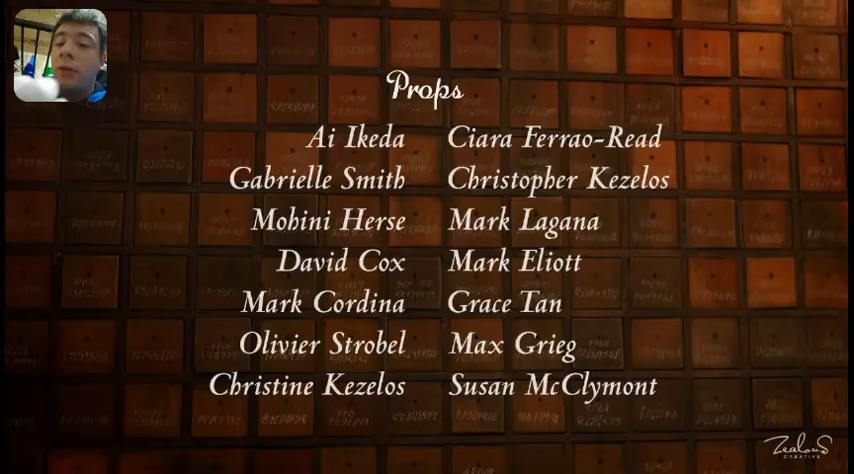 Props
Ai Ikeda Ciara Ferrao-Read
Gabrielle Smith Christopher Kezelos
Mohini Herse Mark Lagana
David Cox Mark Eliott
Mark Cordina Grace Tan
Olivier Strobel Max Grieg
Christine Kezelos Susan McClymont
Zealous
CREATIVE